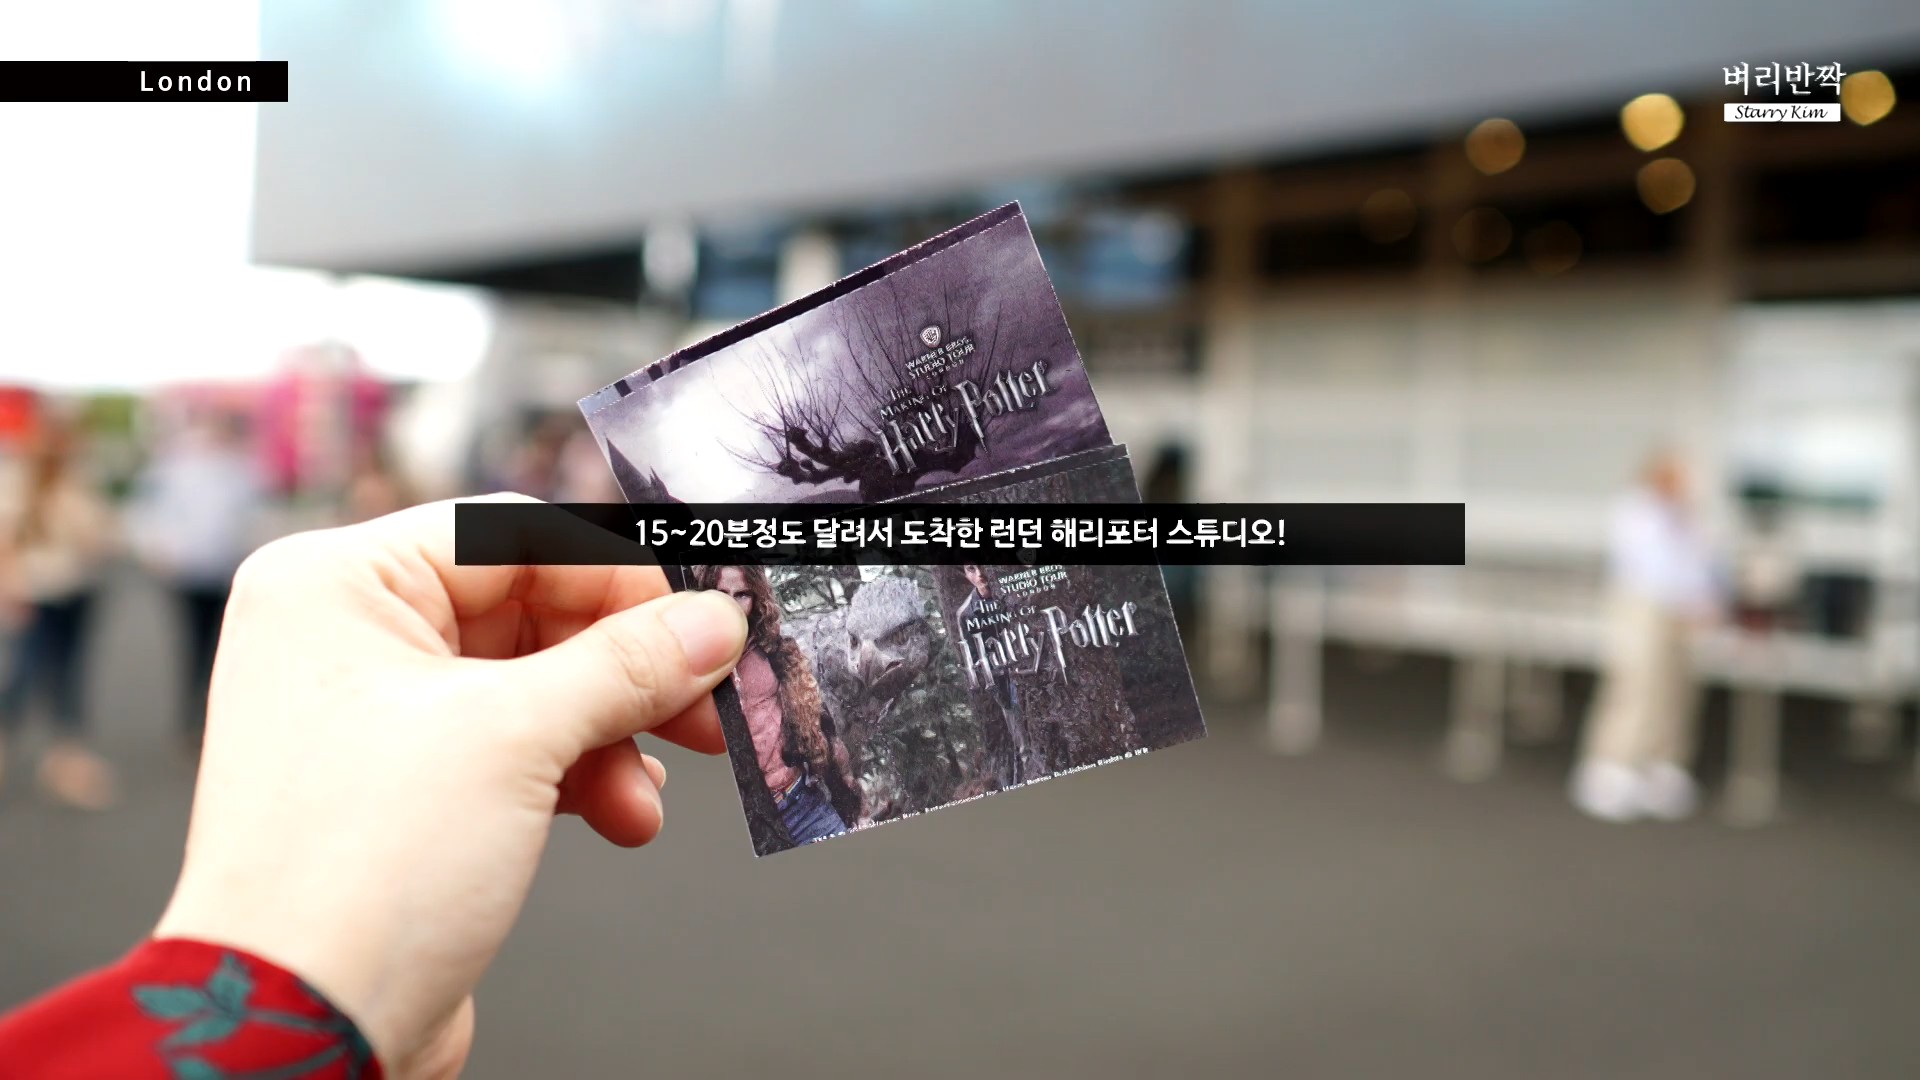 London
벼리반짝
Starry Kim
WARNER BROS.
STUDIO TOUR
LONDON
THE
MAKING OF
Harry Potter
15~20분정도 달려서 도착한 런던 해리포터 스튜디오!
WARNER BROS.
STUDIO TOUR
LONDON
THE
MAKING OF
Harry Potter